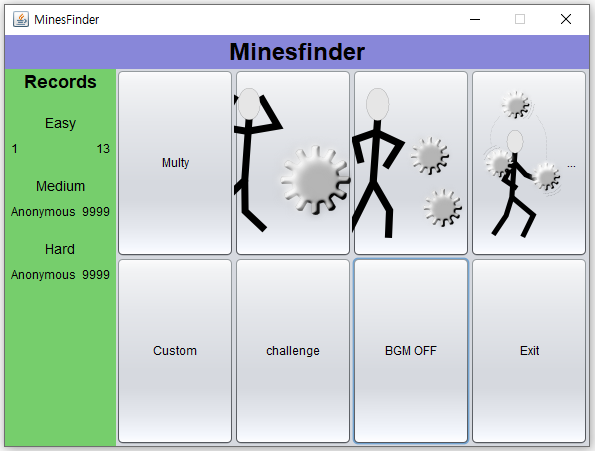 MinesFinder
Minesfinder
Records
Easy
1 13
Medium
Anonymous 9999
Hard
Anonymous 9999
Multy
...
Custom
challenge
BGM OFF
Exit